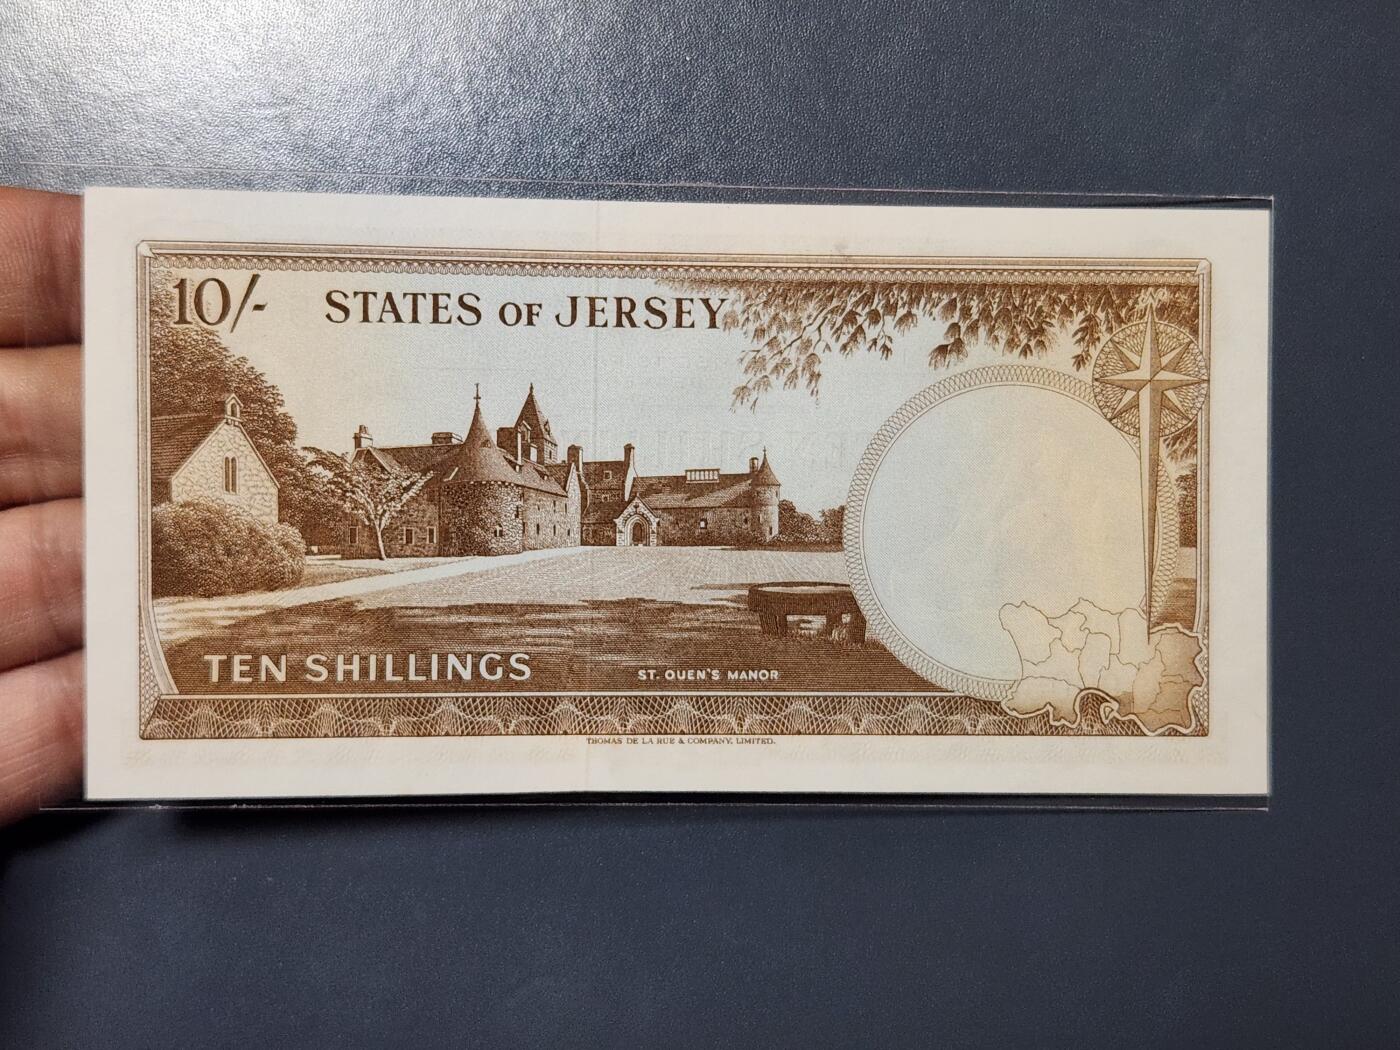 10/-
STATES OF JERSEY
TEN SHILLINGS
ST. OUEN'S MANOR
THOMAS DE LA RUE & COMPANY, LIMITED.